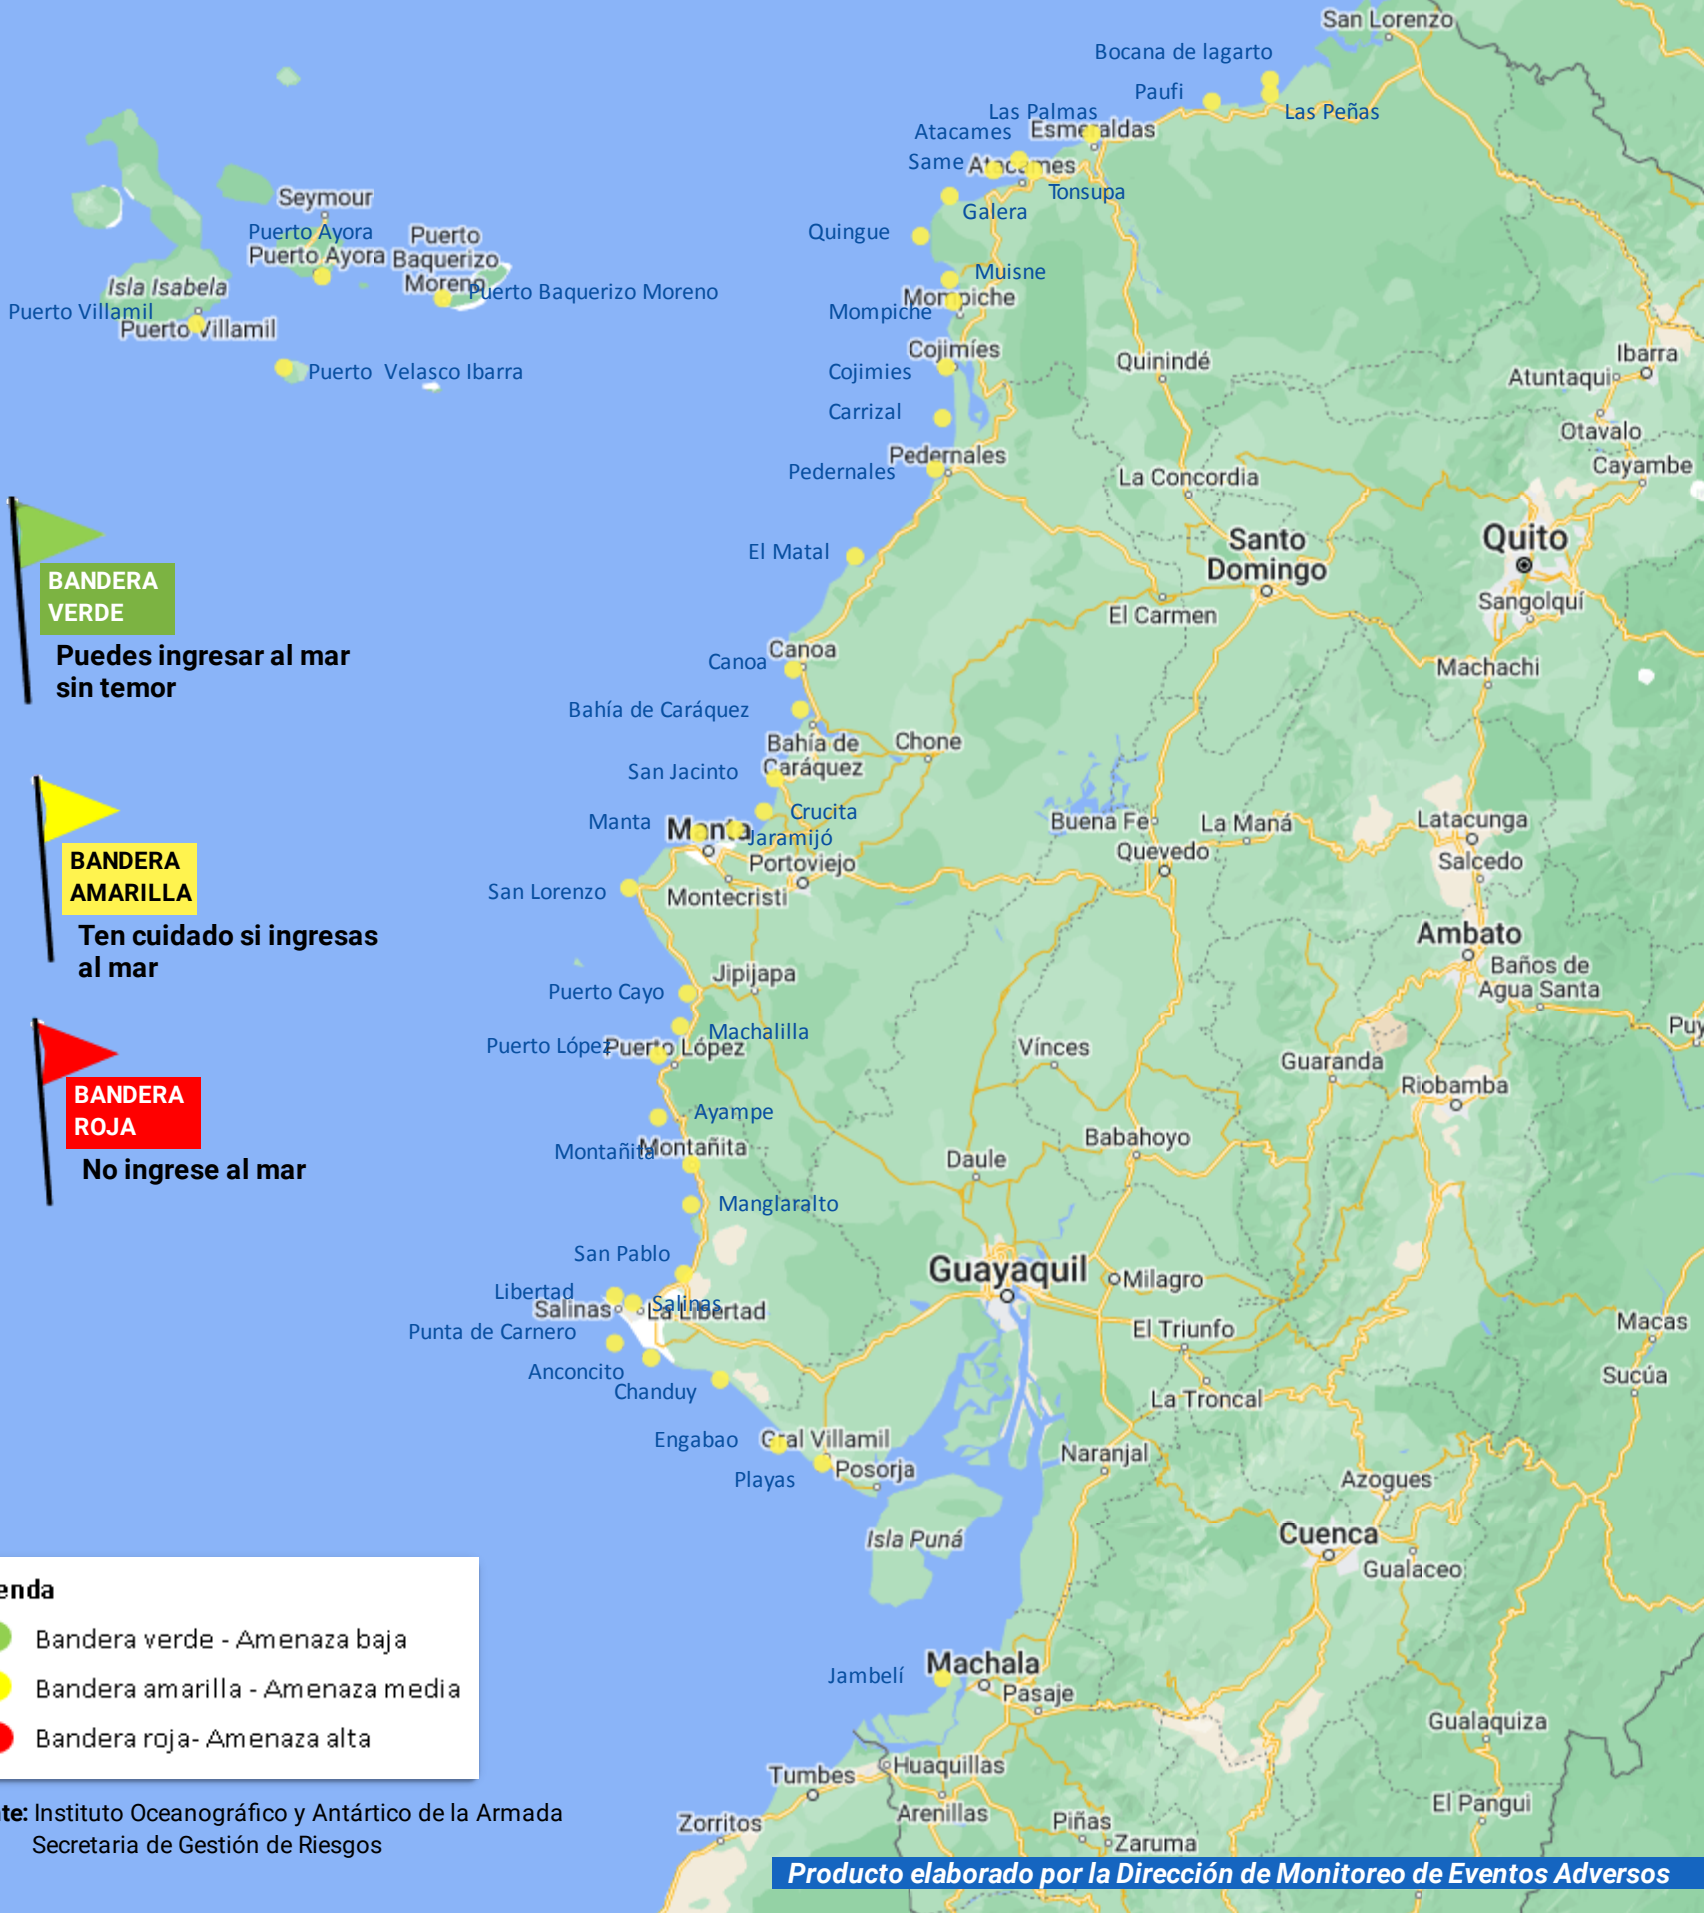 San Lorenzo
Bocana de lagarto
Paufi
Las Palmas
Las Peñas
Atacames
Esmeraldas
Same
Atacames
Tonsupa
Seymour
Galera
Puerto Ayora
Puerto
Baquerizo
Moreno
Quingue
Puerto Ayora
Muisne
Isla Isabela
Puerto Baquerizo Moreno
Mompiche
Puerto Villamil
Mompiche
Puerto Villamil
Cojimíes
Quinindé
Ibarra
Puerto Velasco Ibarra
Cojimies
Atuntaqui
Carrizal
Otavalo
Pedernales
Cayambe
Pedernales
La Concordia
Quito
Santo
Domingo
El Matal
BANDERA
VERDE
Sangolquí
El Carmen
Puedes ingresar al mar
sin temor
Canoa
Canoa
Machachi
Bahía de Caráquez
Bahía de
Caráquez
Chone
San Jacinto
Crucita
Manta
Manta
Jaramijó
Buena Fe
La Maná
Latacunga
BANDERA
AMARILLA
Portoviejo
Quevedo
Salcedo
San Lorenzo
Montecristi
Ten cuidado si ingresas
al mar
Ambato
Baños de
Agua Santa
Jipijapa
Puerto Cayo
Machalilla
Puy
Puerto López
Puerto López
Vínces
Guaranda
Riobamba
BANDERA
ROJA
Ayampe
No ingrese al mar
Montañita
Montañita
Babahoyo
Daule
Manglaralto
San Pablo
Guayaquil
Milagro
Libertad
Salinas
Salinas
La Libertad
Punta de Carnero
El Triunfo
Macas
Anconcito
Sucúa
Chanduy
La Troncal
Engabao
Gral Villamil
Naranjal
Playas
Posorja
Azogues
Isla Puná
Cuenca
Gualaceo
enda
Bandera verde - Amenaza baja
Bandera amarilla - Amenaza media
Bandera roja- Amenaza alta
Jambelí
Machala
Pasaje
Gualaquiza
Tumbes
Huaquillas
te: Instituto Oceanográfico y Antártico de la Armada
Secretaria de Gestión de Riesgos
Zorritos
Arenillas
Piñas
El Pangui
Zaruma
Producto elaborado por la Dirección de Monitoreo de Eventos Adversos